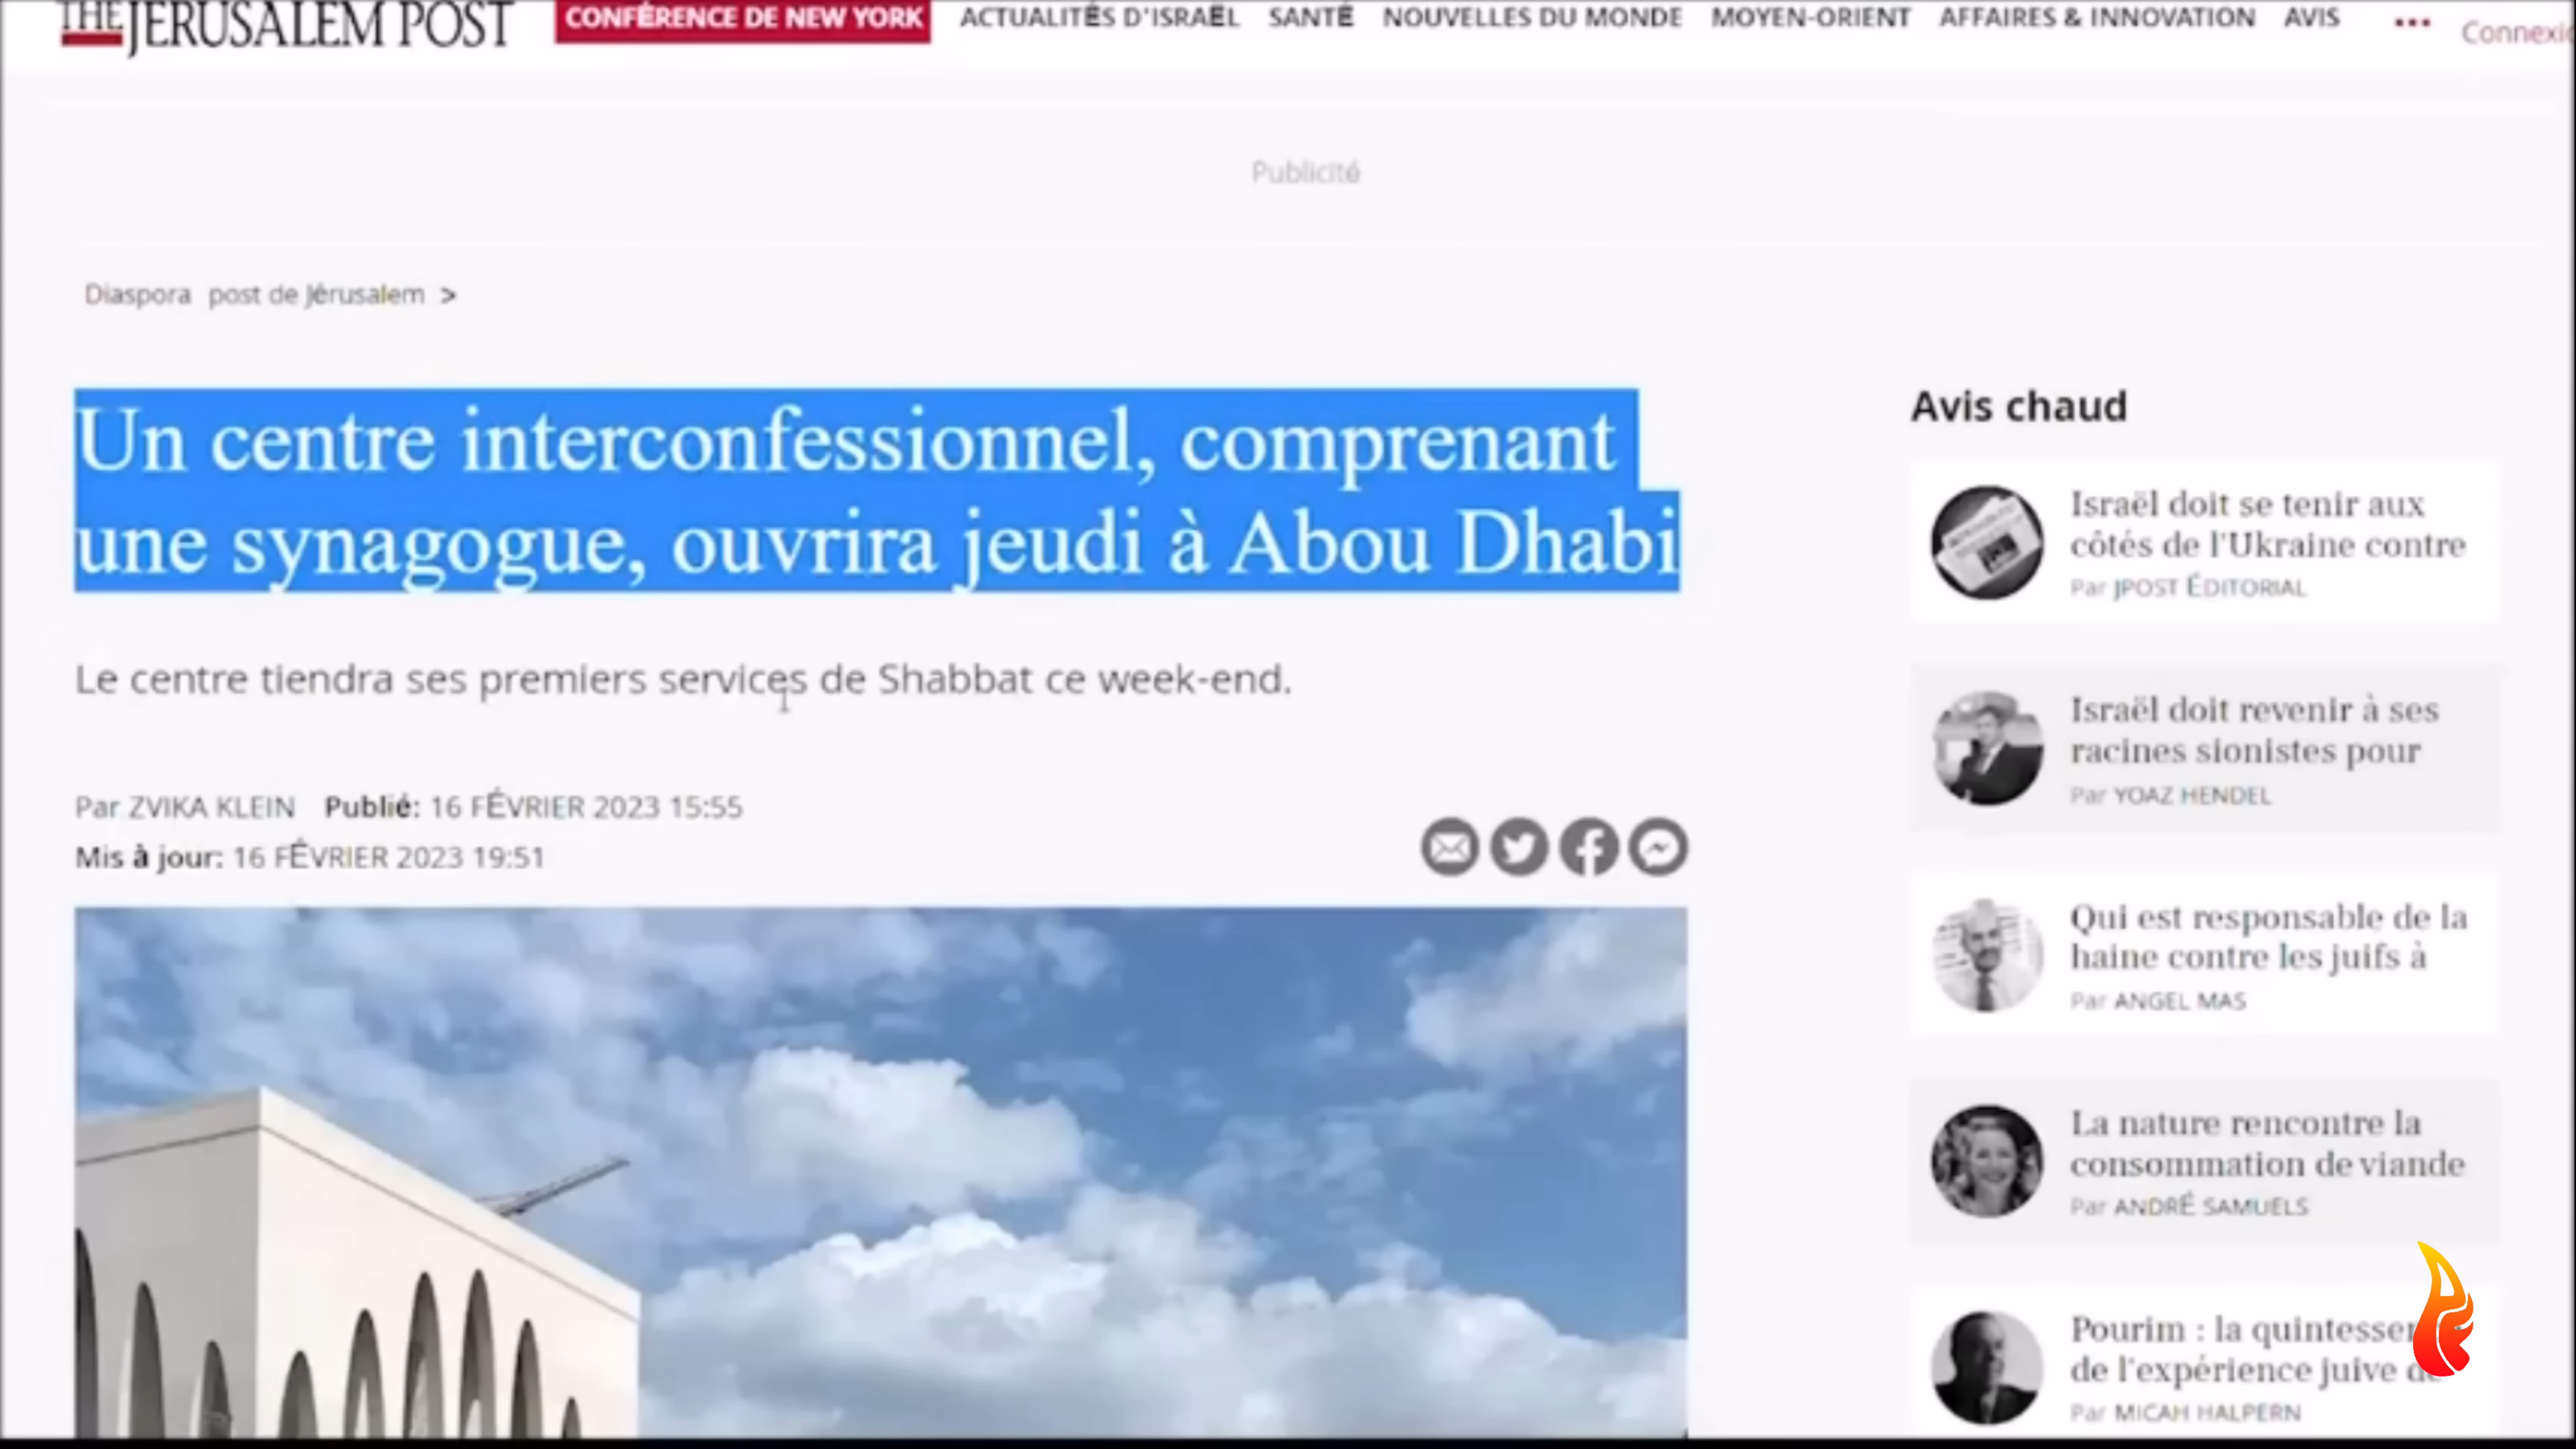 THE JERUSALEM POST
CONFÉRENCE DE NEW YORK
ACTUALITÉS D'ISRAËL
SANTÉ
NOUVELLES DU MONDE
MOYEN-ORIENT
AFFAIRES & INNOVATION
AVIS
Publicité
Diaspora post de Jérusalem >
Un centre interconfessionnel, comprenant
une synagogue, ouvrira jeudi à Abou Dhabi
Le centre tiendra ses premiers services de Shabbat ce week-end.
Par ZVIKA KLEIN Publié: 16 FÉVRIER 2023 15:55
Mis à jour: 16 FÉVRIER 2023 19:51
Avis chaud
Israël doit se tenir aux
côtés de l'Ukraine contre
Par JPOST ÉDITORIAL
Israël doit revenir à ses
racines sionistes pour
Par YOAZ HENDEL
Qui est responsable de la
haine contre les juifs à
Par ANGEL MAS
La nature rencontre la
consommation de viande
Par ANDRÉ SAMUELS
Pourim : la
de l'expérience juive
Par MICAH HALPERN